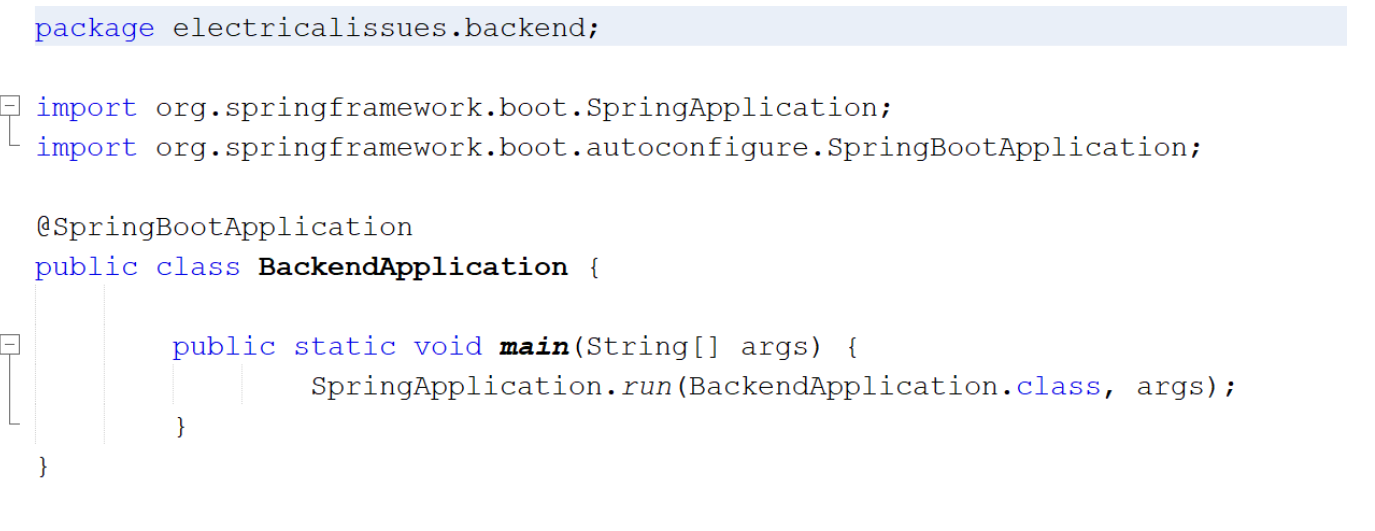 package electricalissues.backend;
import org.springframework.boot.SpringApplication;
import org.springframework.boot.autoconfigure.SpringBootApplication;
@SpringBootApplication
public class BackendApplication {
public static void main(String[] args) {
SpringApplication.run(BackendApplication.class, args);
}
}